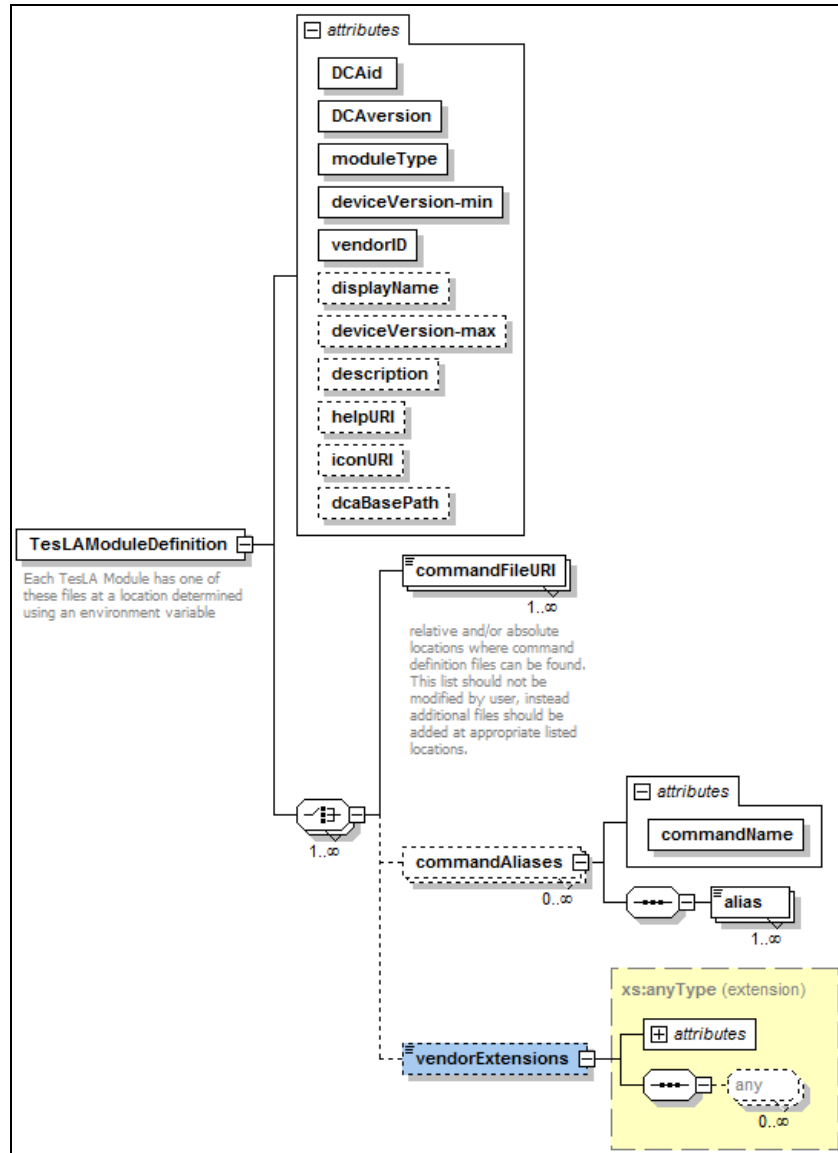 attributes
DCAid
DCAversion
moduleType
deviceVersion-min
vendorID
displayName
deviceVersion-max
description
helpURI
iconURI
dcaBasePath
TesLAModuleDefinition
Each TesLA Module has one of
these files at a location determined
using an environment variable
commandFileURI
1..∞
relative and/or absolute
locations where command
definition files can be found.
This list should not be
modified by user, instead
additional files should be
added at appropriate listed
locations.
1..∞
attributes
commandName
commandAliases
0..∞
alias
1..∞
xs:anyType (extension)
attributes
vendorExtensions
any
0..∞